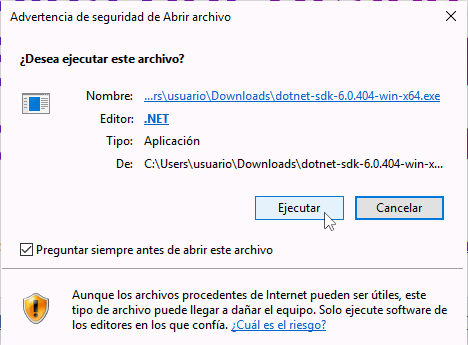 Advertencia de seguridad de Abrir archivo
¿Desea ejecutar este archivo?
Nombre: ...rs\usuario\Downloads\dotnet-sdk-6.0.404-win-x64.exe
Editor: .NET
Tipo: Aplicación
De: C:\Users\usuario\Downloads\dotnet-sdk-6.0.404-win-x...
Ejecutar Cancelar
Preguntar siempre antes de abrir este archivo
Aunque los archivos procedentes de Internet pueden ser útiles, este
tipo de archivo puede llegar a dañar el equipo. Solo ejecute software de
los editores en los que confía. ¿Cuál es el riesgo?